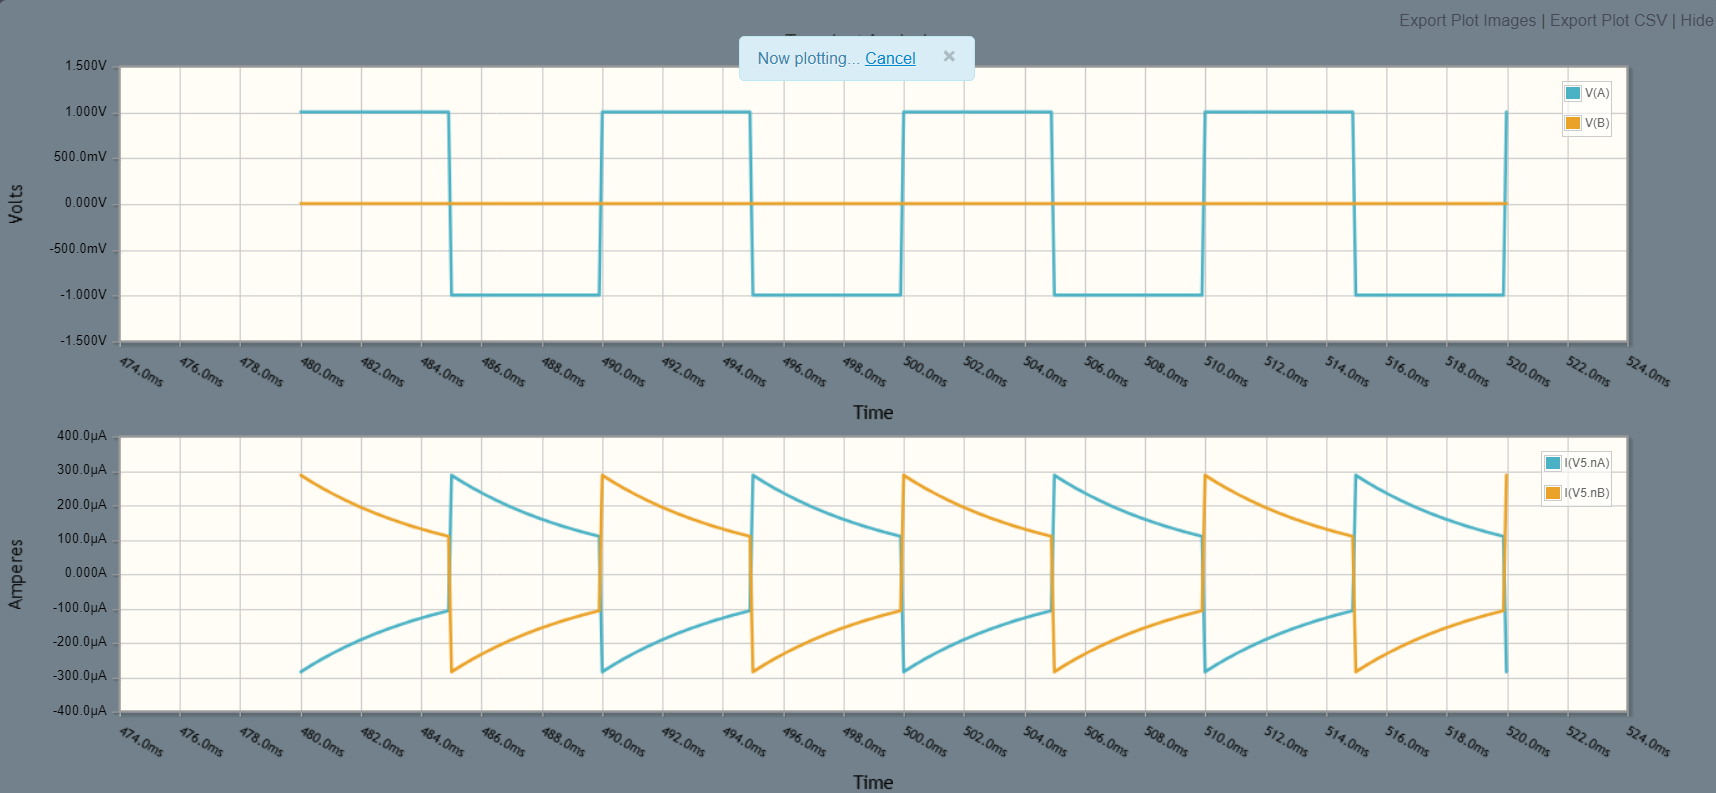 Export Plot Images | Export Plot CSV | Hide
Now plotting... Cancel ×
1.500V
1.000V
500.0mV
0.000V
-500.0mV
-1.000V
-1.500V
Volts
V(A)
V(B)
474.0ms 476.0ms 478.0ms 480.0ms 482.0ms 484.0ms 486.0ms 488.0ms 490.0ms 492.0ms 494.0ms 496.0ms 498.0ms 500.0ms 502.0ms 504.0ms 506.0ms 508.0ms 510.0ms 512.0ms 514.0ms 516.0ms 518.0ms 520.0ms 522.0ms 524.0ms
Time
400.0µA
300.0µA
200.0µA
100.0µA
0.000A
-100.0µA
-200.0µA
-300.0µA
-400.0µA
Amperes
I(V5.nA)
I(V5.nB)
474.0ms 476.0ms 478.0ms 480.0ms 482.0ms 484.0ms 486.0ms 488.0ms 490.0ms 492.0ms 494.0ms 496.0ms 498.0ms 500.0ms 502.0ms 504.0ms 506.0ms 508.0ms 510.0ms 512.0ms 514.0ms 516.0ms 518.0ms 520.0ms 522.0ms 524.0ms
Time